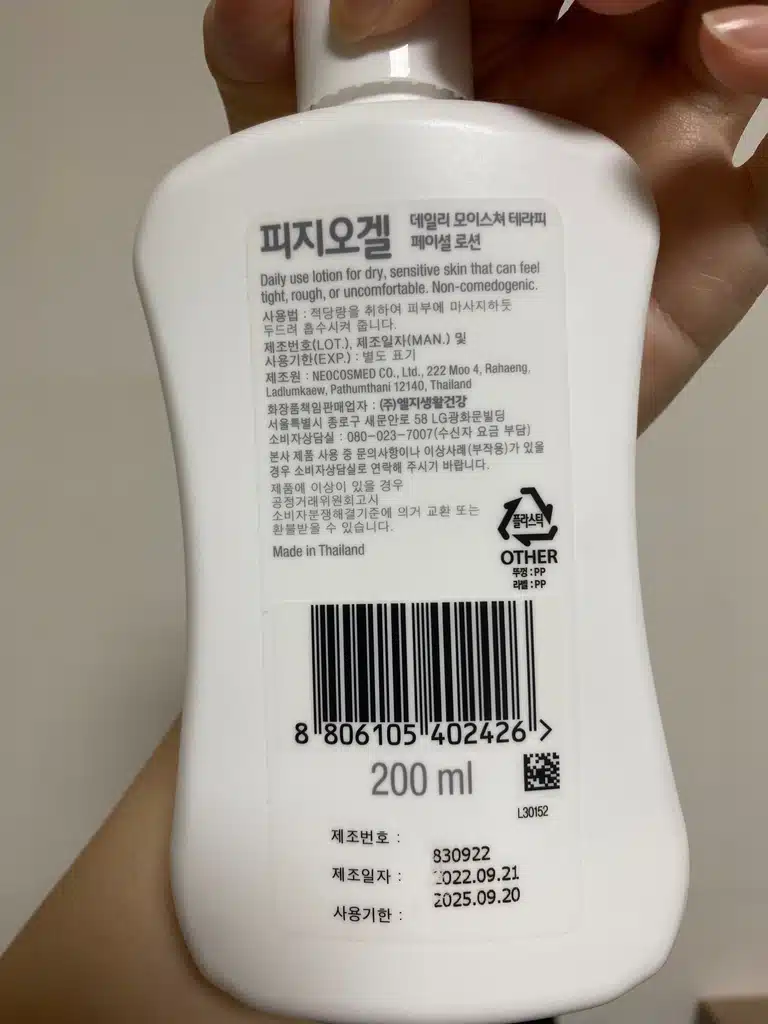 피지오겔 데일리 모이스쳐 테라피
페이셜 로션
Daily use lotion for dry, sensitive skin that can feel
tight, rough, or uncomfortable. Non-comedogenic.
사용법 : 적당량을 취하여 피부에 마사지하듯
두드려 흡수시켜 줍니다.
제조번호(LOT.), 제조일자(MAN.) 및
사용기한(EXP.) : 별도 표기
제조원 : NEOCOSMED CO., Ltd., 222 Moo 4, Rahaeng,
Ladlumkaew, Pathumthani 12140, Thailand
화장품책임판매업자 : (주)엘지생활건강
서울특별시 종로구 새문안로 58 LG광화문빌딩
소비자상담실 : 080-023-7007(수신자 요금 부담)
본사 제품 사용 중 문의사항이나 이상사례(부작용)가 있을
경우 소비자상담실로 연락해 주시기 바랍니다.
제품에 이상이 있을 경우
공정거래위원회고시
소비자분쟁해결기준에 의거 교환 또는
환불받을 수 있습니다.
Made in Thailand
플라스틱
OTHER
뚜껑 : PP
라벨 : PP
8 806105 402426 >
200 ml
L30152
제조번호 : 830922
제조일자 : 2022.09.21
사용기한 : 2025.09.20